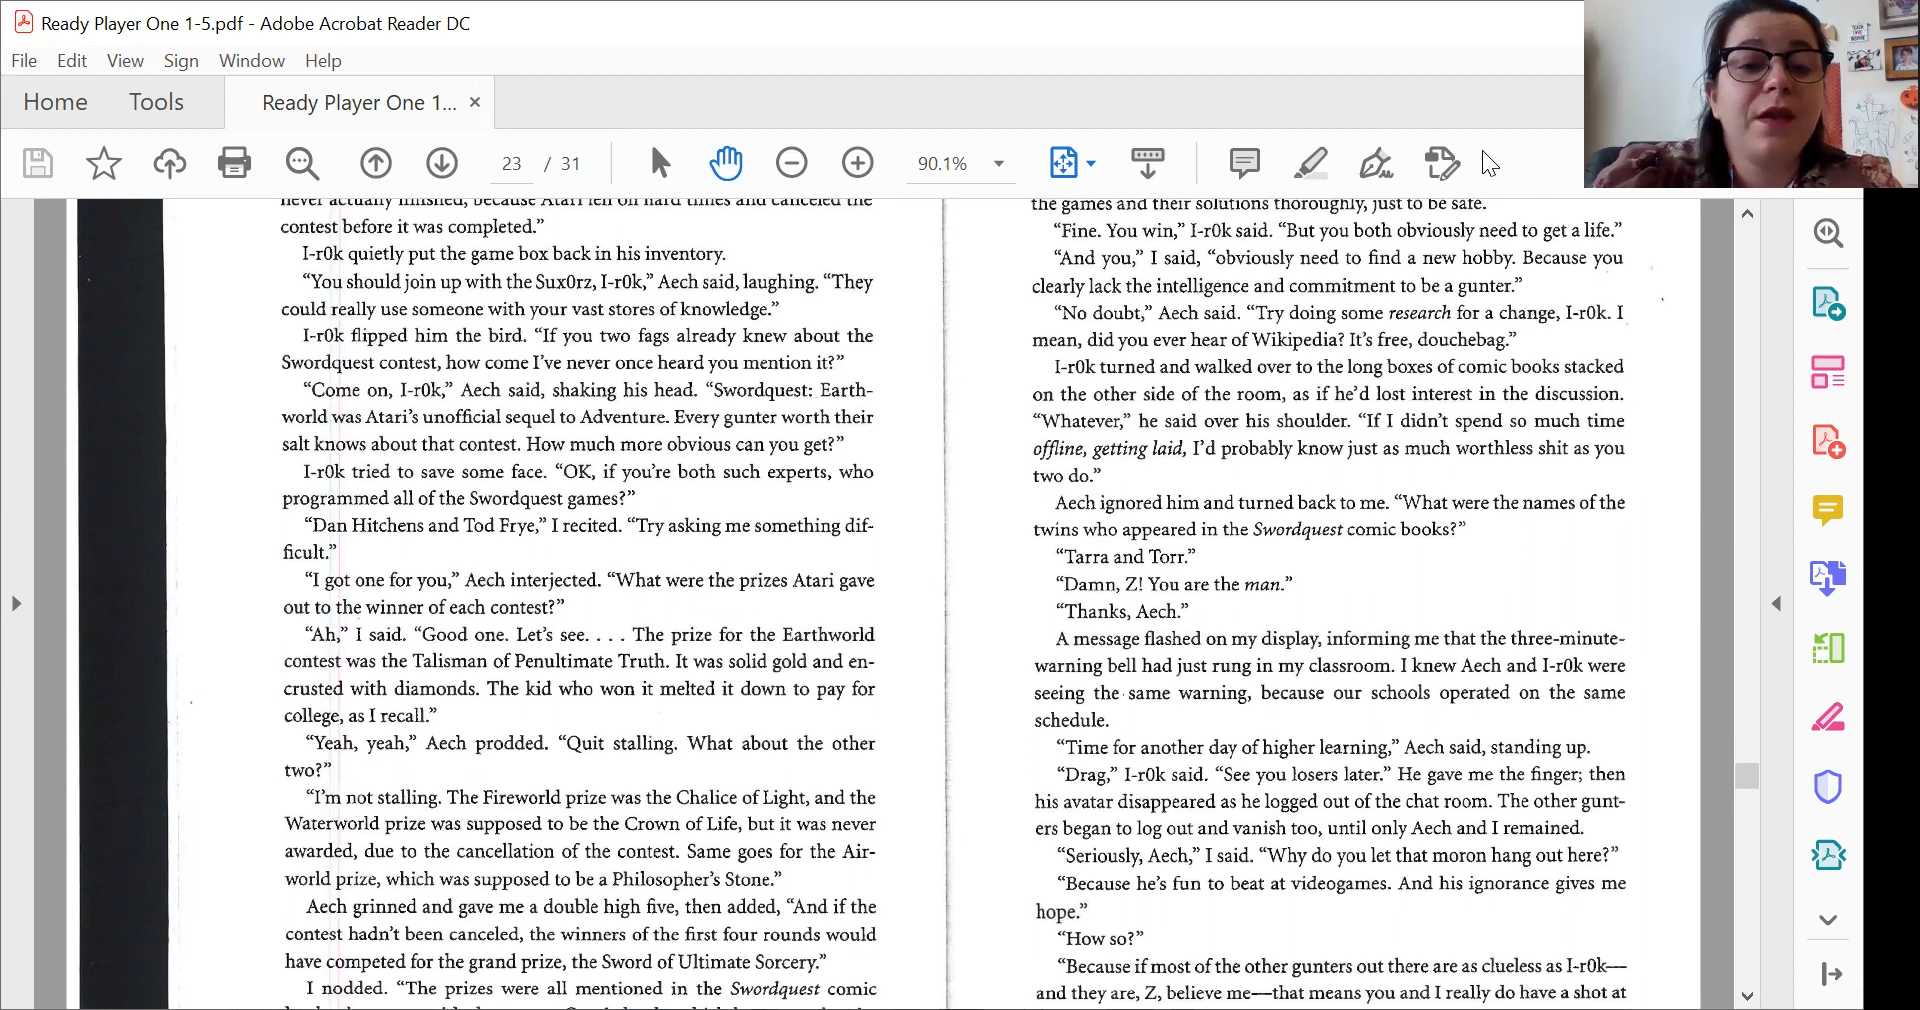 Ready Player One 1-5.pdf - Adobe Acrobat Reader DC
File Edit View Sign Window Help
Home Tools Ready Player One 1... ×
23 / 31 90.1%
never actually finished, because Atari fell on hard times and canceled the
contest before it was completed.”
I-r0k quietly put the game box back in his inventory.
“You should join up with the Sux0rz, I-r0k,” Aech said, laughing. “They
could really use someone with your vast stores of knowledge.”
I-r0k flipped him the bird. “If you two fags already knew about the
Swordquest contest, how come I’ve never once heard you mention it?”
“Come on, I-r0k,” Aech said, shaking his head. “Swordquest: Earth-
world was Atari’s unofficial sequel to Adventure. Every gunter worth their
salt knows about that contest. How much more obvious can you get?”
I-r0k tried to save some face. “OK, if you’re both such experts, who
programmed all of the Swordquest games?”
“Dan Hitchens and Tod Frye,” I recited. “Try asking me something dif-
ficult.”
“I got one for you,” Aech interjected. “What were the prizes Atari gave
out to the winner of each contest?”
“Ah,” I said. “Good one. Let’s see. . . . The prize for the Earthworld
contest was the Talisman of Penultimate Truth. It was solid gold and en-
crusted with diamonds. The kid who won it melted it down to pay for
college, as I recall.”
“Yeah, yeah,” Aech prodded. “Quit stalling. What about the other
two?”
“I’m not stalling. The Fireworld prize was the Chalice of Light, and the
Waterworld prize was supposed to be the Crown of Life, but it was never
awarded, due to the cancellation of the contest. Same goes for the Air-
world prize, which was supposed to be a Philosopher’s Stone.”
Aech grinned and gave me a double high five, then added, “And if the
contest hadn’t been canceled, the winners of the first four rounds would
have competed for the grand prize, the Sword of Ultimate Sorcery.”
I nodded. “The prizes were all mentioned in the Swordquest comic
the games and their solutions thoroughly, just to be safe.
“Fine. You win,” I-r0k said. “But you both obviously need to get a life.”
“And you,” I said, “obviously need to find a new hobby. Because you
clearly lack the intelligence and commitment to be a gunter.”
“No doubt,” Aech said. “Try doing some research for a change, I-r0k. I
mean, did you ever hear of Wikipedia? It’s free, douchebag.”
I-r0k turned and walked over to the long boxes of comic books stacked
on the other side of the room, as if he’d lost interest in the discussion.
“Whatever,” he said over his shoulder. “If I didn’t spend so much time
offline, getting laid, I’d probably know just as much worthless shit as you
two do.”
Aech ignored him and turned back to me. “What were the names of the
twins who appeared in the Swordquest comic books?”
“Tarra and Torr.”
“Damn, Z! You are the man.”
“Thanks, Aech.”
A message flashed on my display, informing me that the three-minute-
warning bell had just rung in my classroom. I knew Aech and I-r0k were
seeing the same warning, because our schools operated on the same
schedule.
“Time for another day of higher learning,” Aech said, standing up.
“Drag,” I-r0k said. “See you losers later.” He gave me the finger; then
his avatar disappeared as he logged out of the chat room. The other gunt-
ers began to log out and vanish too, until only Aech and I remained.
“Seriously, Aech,” I said. “Why do you let that moron hang out here?”
“Because he’s fun to beat at videogames. And his ignorance gives me
hope.”
“How so?”
“Because if most of the other gunters out there are as clueless as I-r0k—
and they are, Z, believe me—that means you and I really do have a shot at